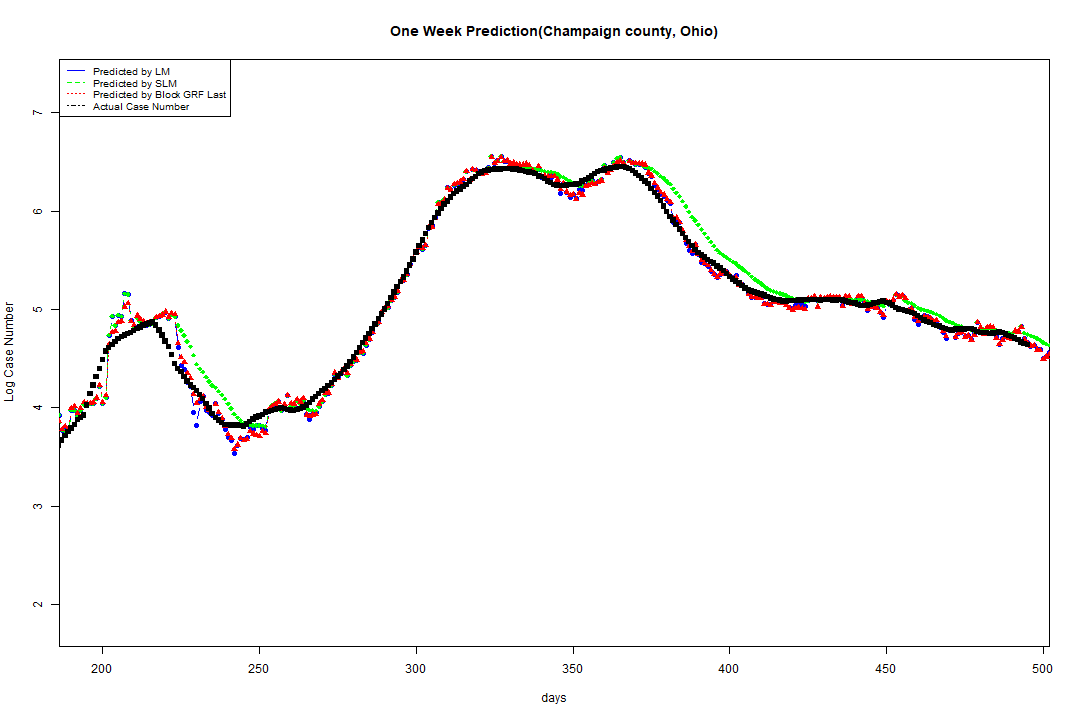 One Week Prediction(Champaign county, Ohio)
Predicted by LM
Predicted by SLM
Predicted by Block GRF Last
Actual Case Number
7
6
5
4
3
2
Log Case Number
200 250 300 350 400 450 500
days